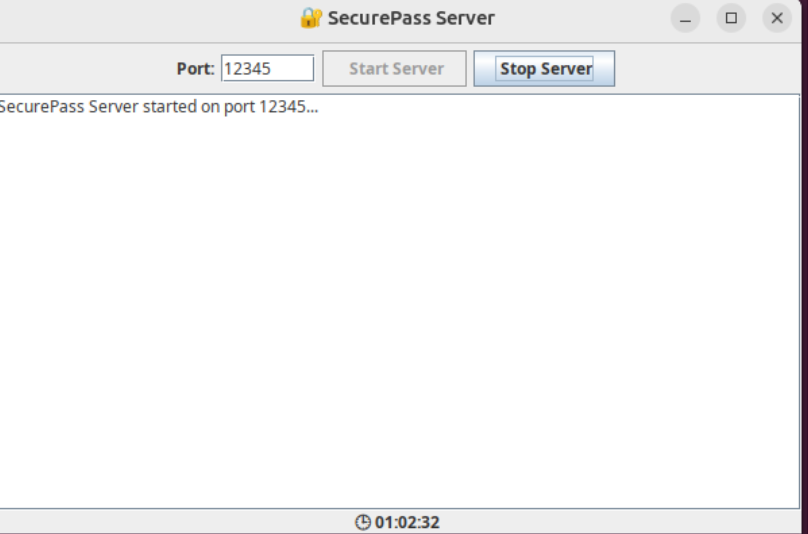 🔐 SecurePass Server
Port: 12345 Start Server Stop Server
SecurePass Server started on port 12345...
🕒 01:02:32